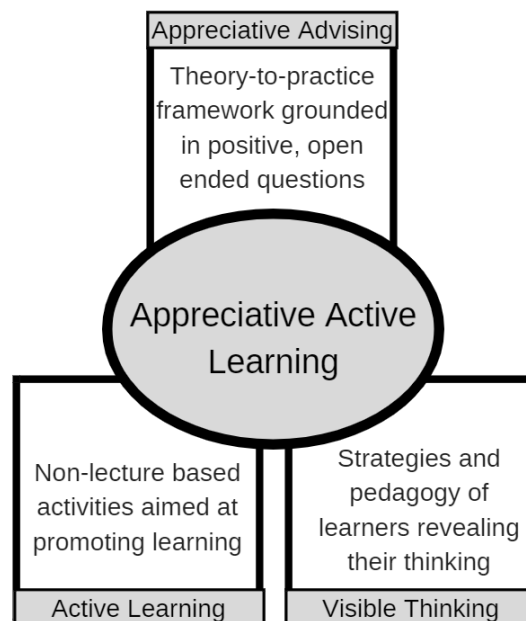 Appreciative Advising
Theory-to-practice
framework grounded
in positive, open
ended questions
Appreciative Active
Learning
Non-lecture based
activities aimed at
promoting learning
Active Learning
Strategies and
pedagogy of
learners revealing
their thinking
Visible Thinking